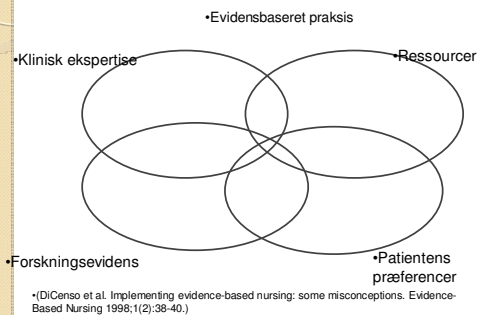 •Evidensbaseret praksis
•Klinisk ekspertise
•Ressourcer
•Forskningsevidens
•Patientens
præferencer
•(DiCenso et al. Implementing evidence-based nursing: some misconceptions. Evidence-
Based Nursing 1998;1(2):38-40.)